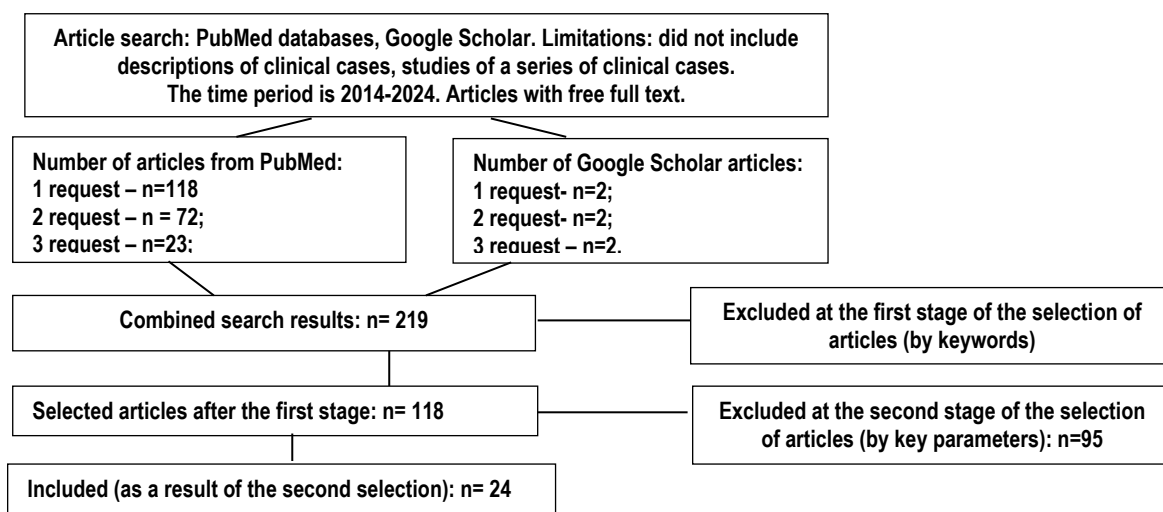 Article search: PubMed databases, Google Scholar. Limitations: did not include
descriptions of clinical cases, studies of a series of clinical cases.
The time period is 2014-2024. Articles with free full text.
Number of articles from PubMed:
1 request – n=118
2 request – n = 72;
3 request – n=23;
Number of Google Scholar articles:
1 request- n=2;
2 request- n=2;
3 request – n=2.
Combined search results: n= 219
Excluded at the first stage of the selection of
articles (by keywords)
Selected articles after the first stage: n= 118
Excluded at the second stage of the selection
of articles (by key parameters): n=95
Included (as a result of the second selection): n= 24